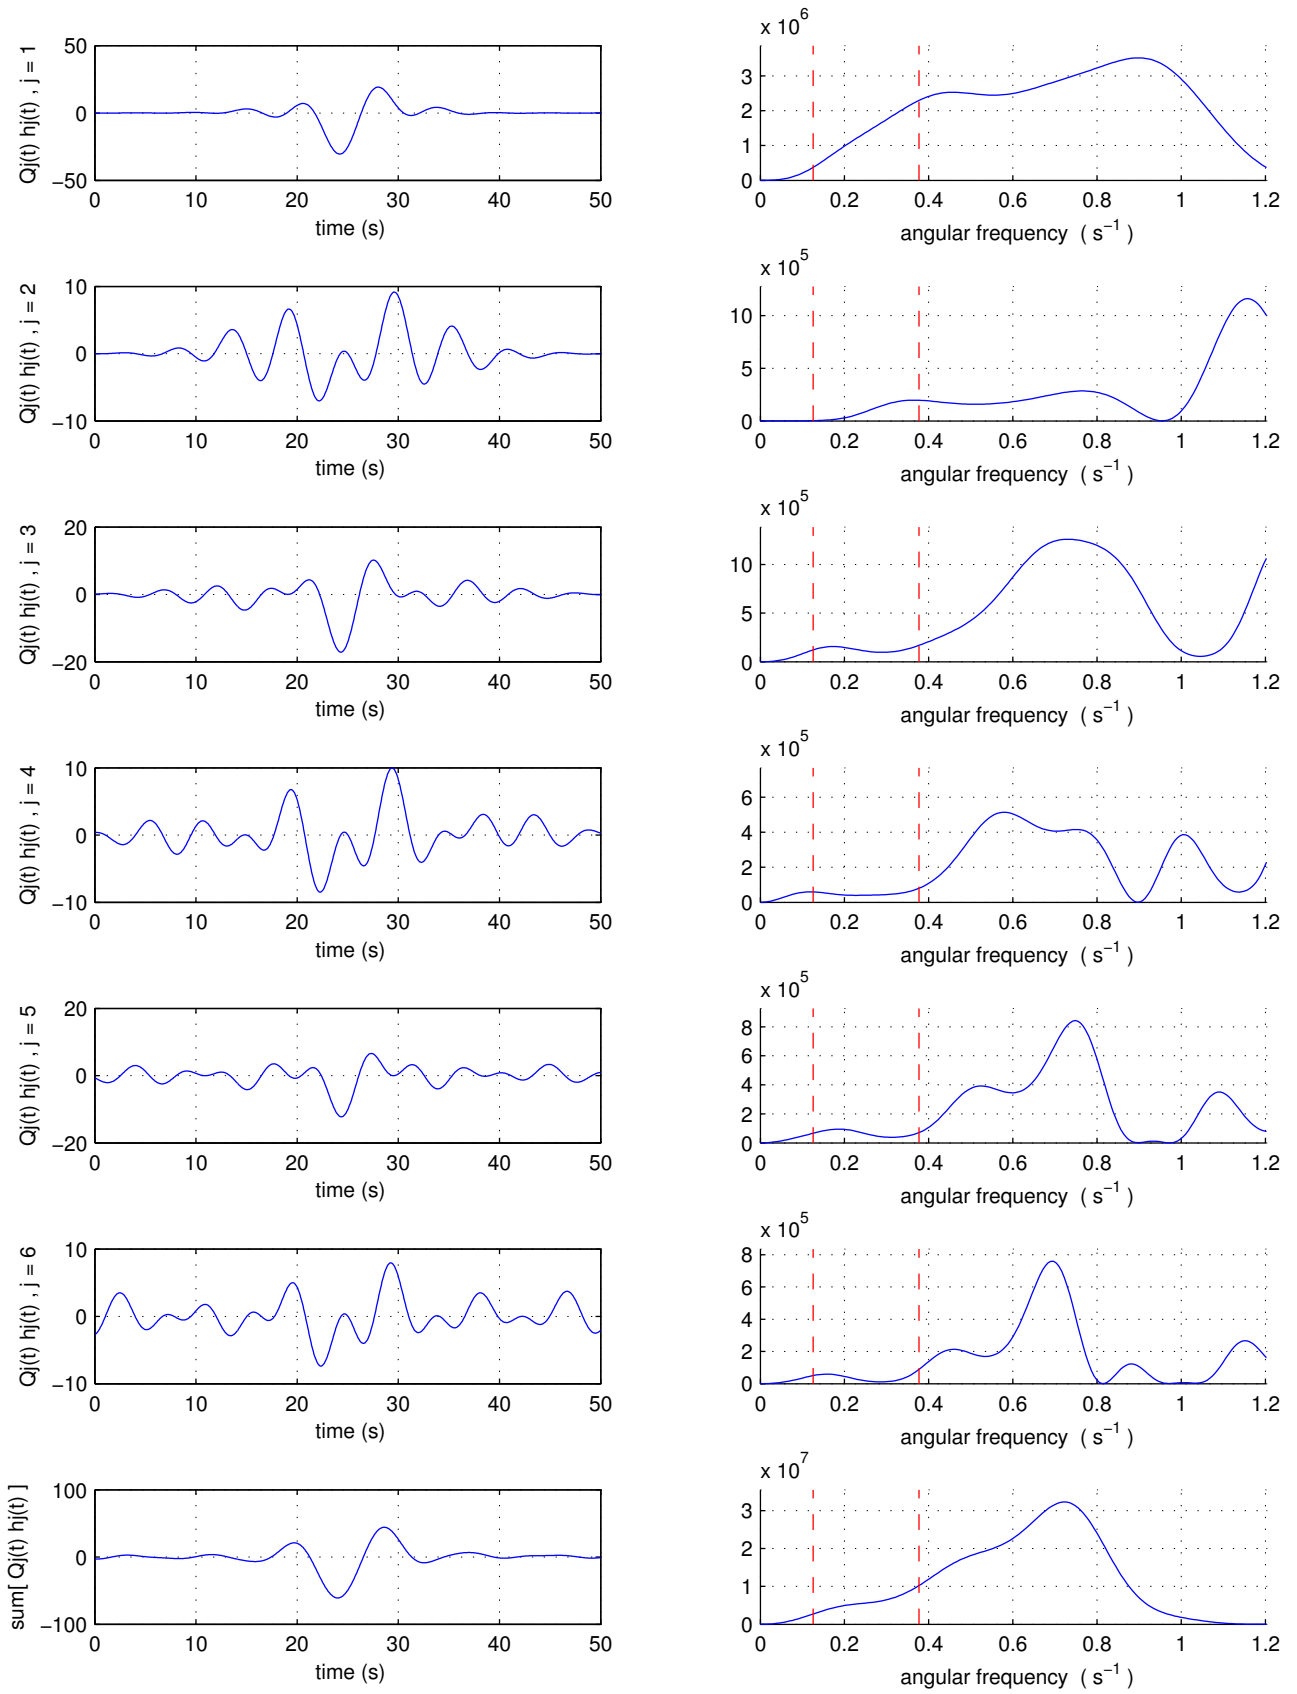 50
0
−50
Qj(t) hj(t) , j = 1
0 10 20 30 40 50
time (s)
x 10^6
3
2
1
0
0 0.2 0.4 0.6 0.8 1 1.2
angular frequency ( s^−1 )
10
0
−10
Qj(t) hj(t) , j = 2
0 10 20 30 40 50
time (s)
x 10^5
10
5
0
0 0.2 0.4 0.6 0.8 1 1.2
angular frequency ( s^−1 )
20
0
−20
Qj(t) hj(t) , j = 3
0 10 20 30 40 50
time (s)
x 10^5
10
5
0
0 0.2 0.4 0.6 0.8 1 1.2
angular frequency ( s^−1 )
10
0
−10
Qj(t) hj(t) , j = 4
0 10 20 30 40 50
time (s)
x 10^5
6
4
2
0
0 0.2 0.4 0.6 0.8 1 1.2
angular frequency ( s^−1 )
20
0
−20
Qj(t) hj(t) , j = 5
0 10 20 30 40 50
time (s)
x 10^5
8
6
4
2
0
0 0.2 0.4 0.6 0.8 1 1.2
angular frequency ( s^−1 )
10
0
−10
Qj(t) hj(t) , j = 6
0 10 20 30 40 50
time (s)
x 10^5
8
6
4
2
0
0 0.2 0.4 0.6 0.8 1 1.2
angular frequency ( s^−1 )
100
0
−100
sum[ Qj(t) hj(t) ]
0 10 20 30 40 50
time (s)
x 10^7
3
2
1
0
0 0.2 0.4 0.6 0.8 1 1.2
angular frequency ( s^−1 )